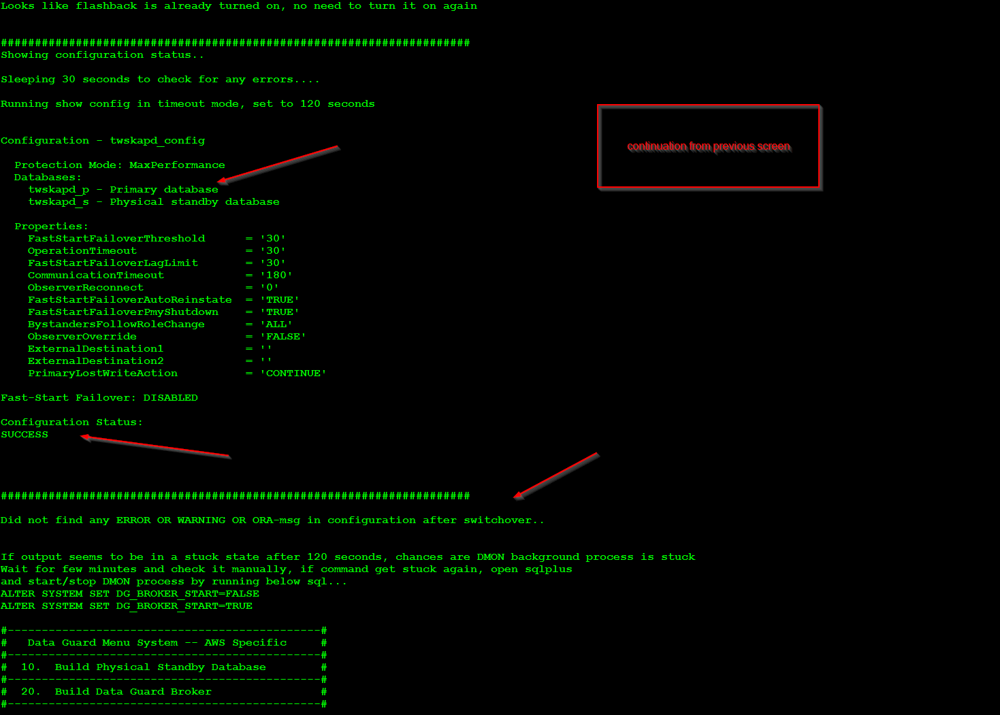 Looks like flashback is already turned on, no need to turn it on again
#####################################################################
Showing configuration status..
Sleeping 30 seconds to check for any errors....
Running show config in timeout mode, set to 120 seconds
continuation from previous screen
Configuration - twskapd_config
Protection Mode: MaxPerformance
Databases:
twskapd_p - Primary database
twskapd_s - Physical standby database
Properties:
FastStartFailoverThreshold = '30'
OperationTimeout = '30'
FastStartFailoverLagLimit = '30'
CommunicationTimeout = '180'
ObserverReconnect = '0'
FastStartFailoverAutoReinstate = 'TRUE'
FastStartFailoverPmyShutdown = 'TRUE'
BystandersFollowRoleChange = 'ALL'
ObserverOverride = 'FALSE'
ExternalDestination1 = ''
ExternalDestination2 = ''
PrimaryLostWriteAction = 'CONTINUE'
Fast-Start Failover: DISABLED
Configuration Status:
SUCCESS
#####################################################################
Did not find any ERROR OR WARNING OR ORA-msg in configuration after switchover..
If output seems to be in a stuck state after 120 seconds, chances are DMON background process is stuck
Wait for few minutes and check it manually, if command get stuck again, open sqlplus
and start/stop DMON process by running below sql...
ALTER SYSTEM SET DG_BROKER_START=FALSE
ALTER SYSTEM SET DG_BROKER_START=TRUE
#----------------------------------------------#
# Data Guard Menu System -- AWS Specific #
#----------------------------------------------#
# 10. Build Physical Standby Database #
#----------------------------------------------#
# 20. Build Data Guard Broker #
#----------------------------------------------#